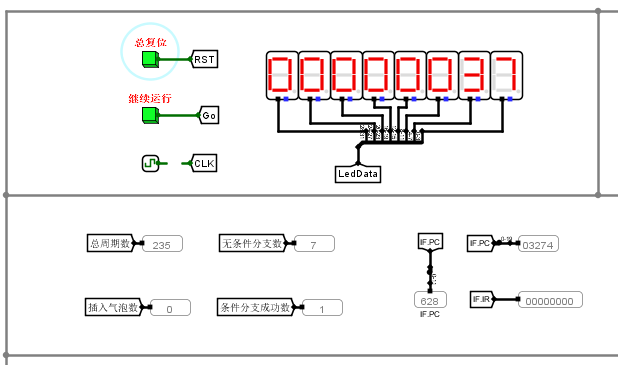 总复位
RST
00000037
继续运行
Go
CLK
LedData
总周期数 235
无条件分支数 7
IF.PC
IF.PC 03274
插入气泡数 0
条件分支成功数 1
628
IF.PC
IF.IR 00000000